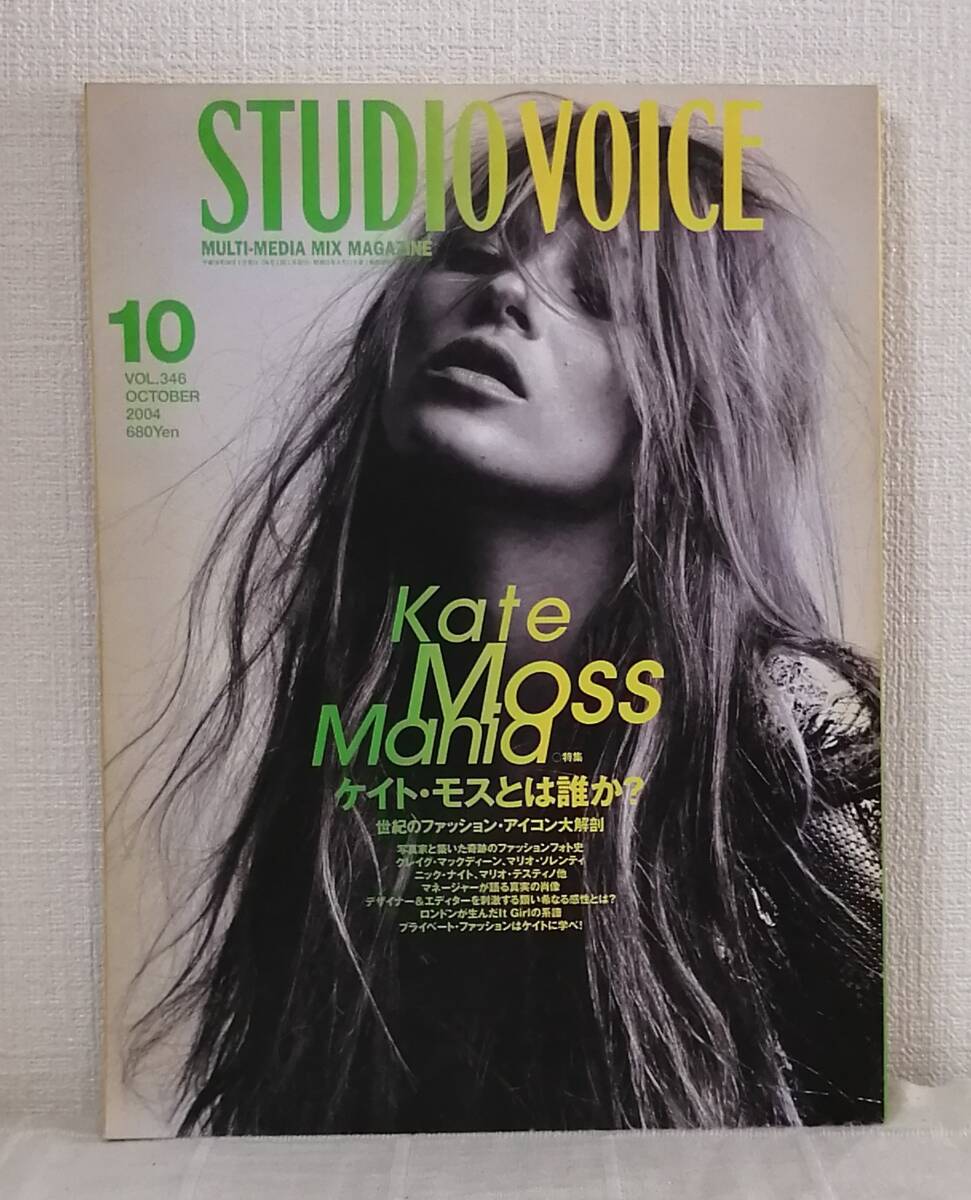 STUDIO VOICE
MULTI-MEDIA MIX MAGAZINE
10
VOL.346
OCTOBER
2004
680Yen
Kate
Moss
Mania
○特集
ケイト・モスとは誰か?
世紀のファッション・アイコン大解剖
写真家と築いた奇跡のファッションフォト史
クレイグ・マックディーン、マリオ・ソレンティ
ニック・ナイト、マリオ・テスティノ他
マネージャーが語る真実の肖像
デザイナー&エディターを刺激する類い希なる感性とは?
ロンドンが生んだIt Girlの系譜
プライベート・ファッションはケイトに学べ!